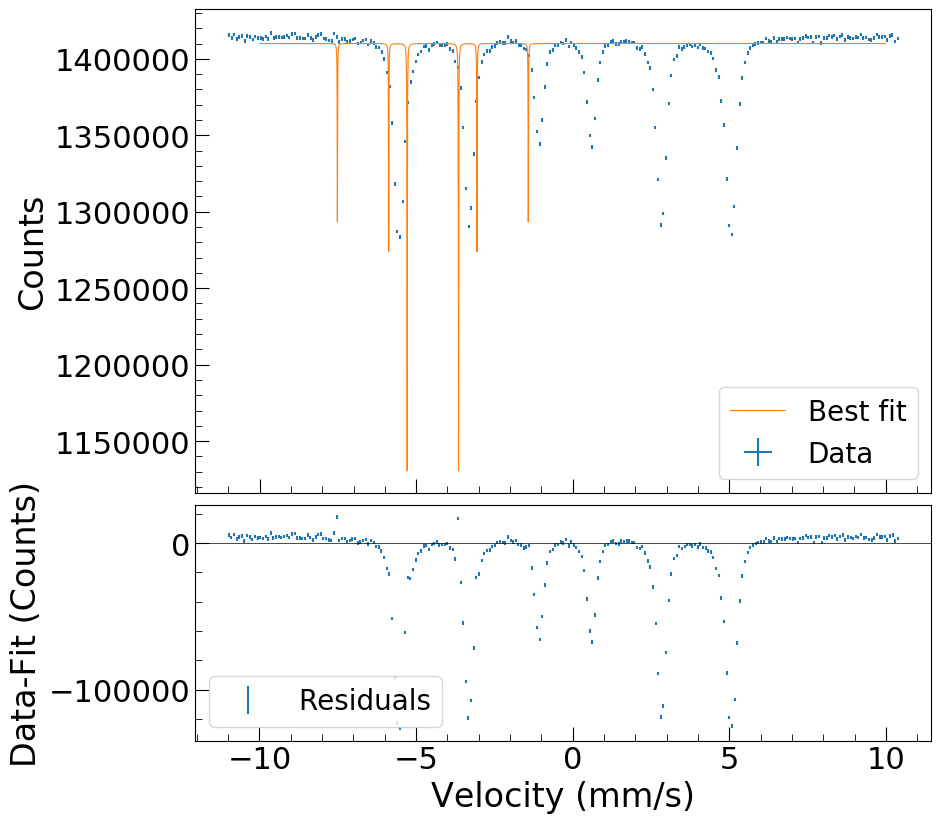 Counts
1400000
1350000
1300000
1250000
1200000
1150000
Best fit
Data
Data-Fit (Counts)
0
−100000
Residuals
−10
−5
0
5
10
Velocity (mm/s)